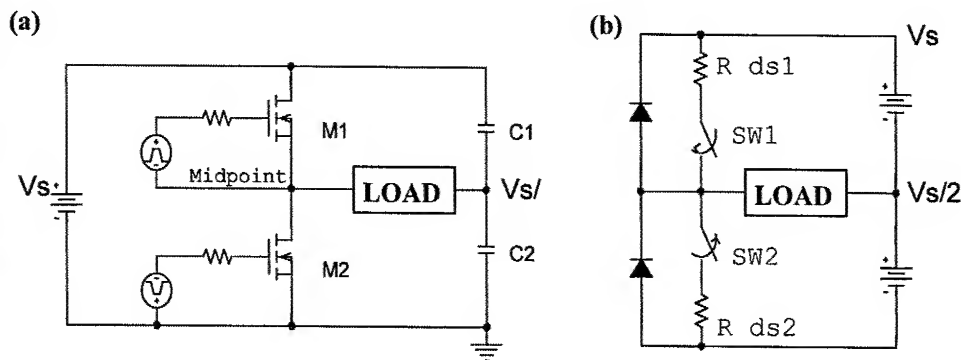 (a)
M1
C1
Midpoint
Vs
LOAD
Vs/
M2
C2
(b)
Vs
R ds1
SW1
LOAD
Vs/2
SW2
R ds2